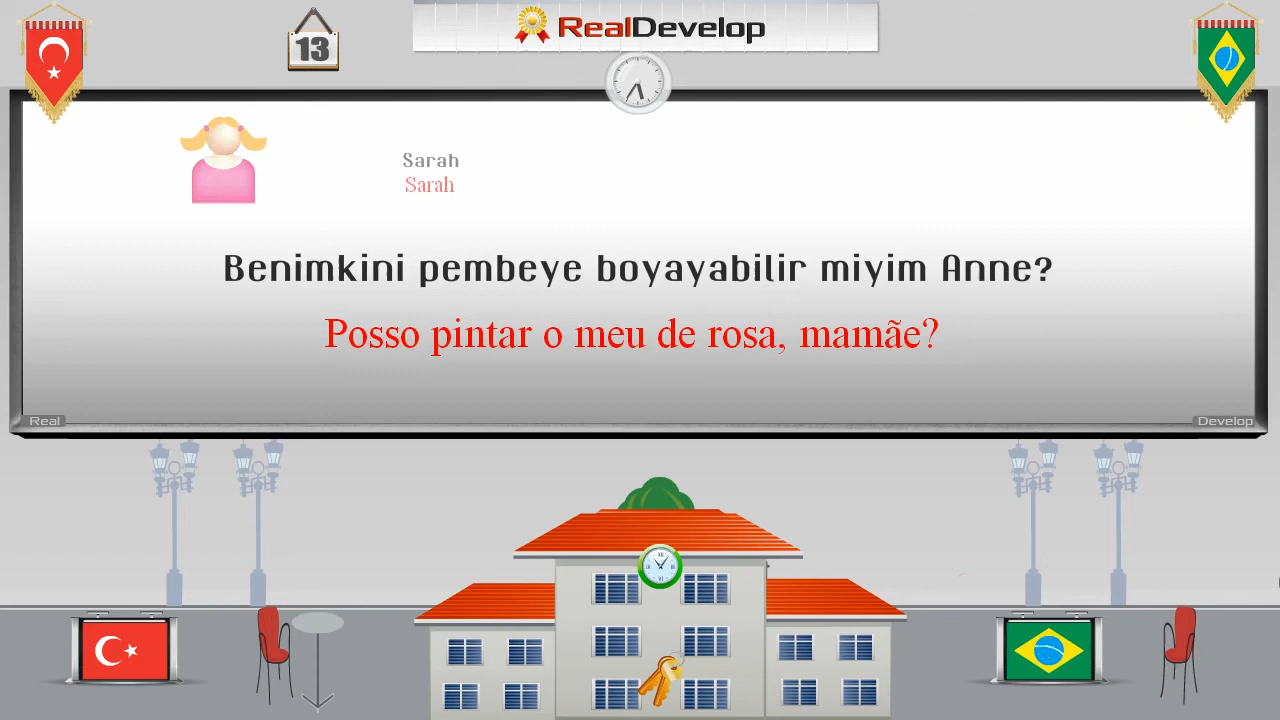 RealDevelop
13
Sarah
Sarah
Benimkini pembeye boyayabilir miyim Anne?
Posso pintar o meu de rosa, mamãe?
Real
Develop